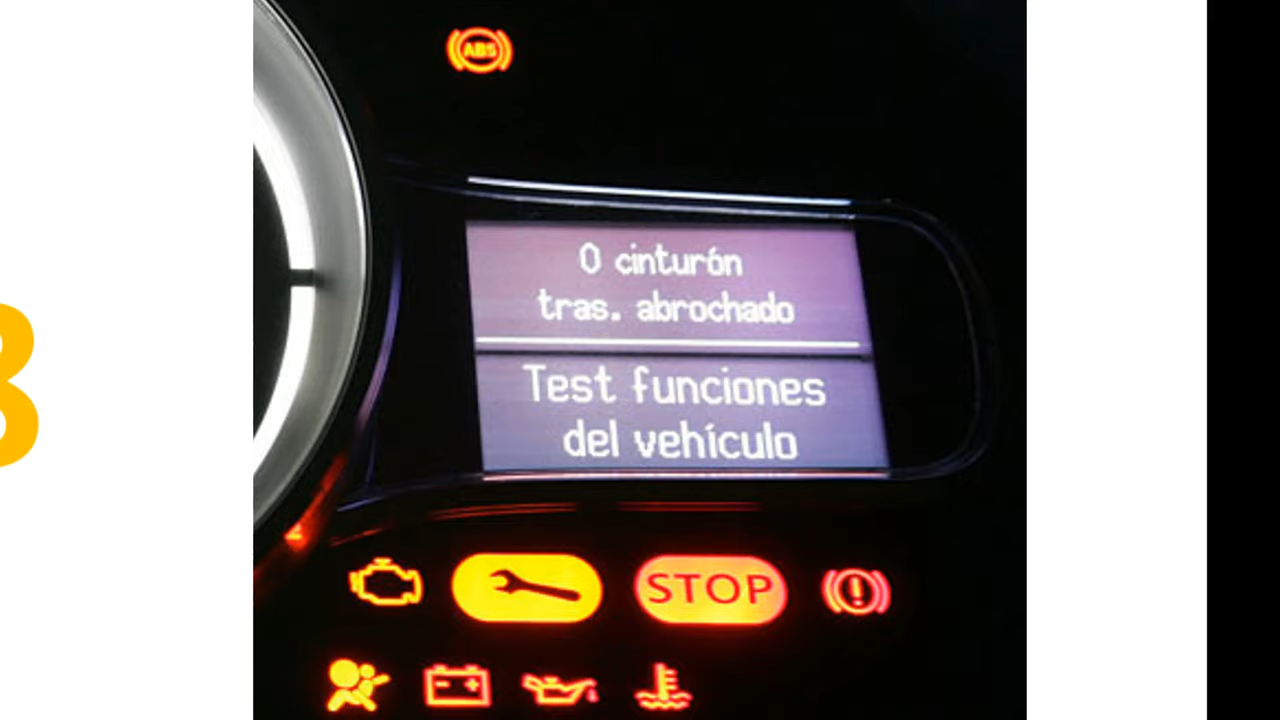 ABS
0 cinturón
tras. abrochado
Test funciones
del vehículo
STOP